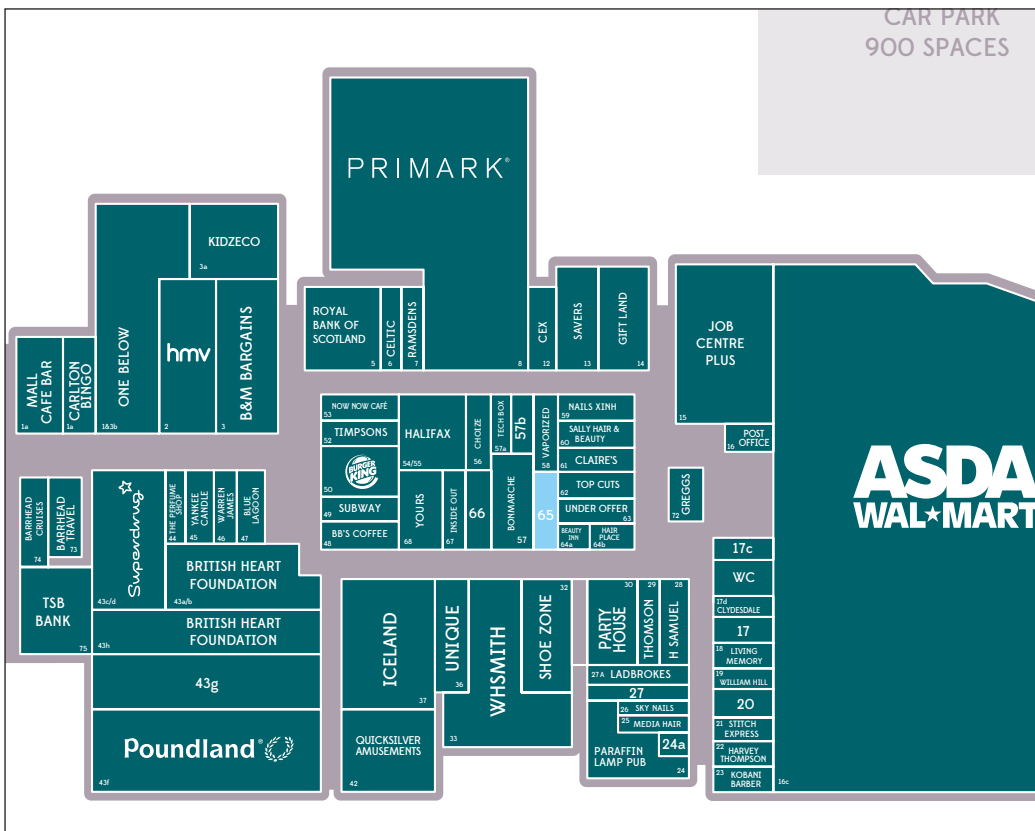 CAR PARK
900 SPACES
PRIMARK®
8
KIDZECO
3a
ONE BELOW
1&3b
hmv
2
B&M BARGAINS
3
MALL
CAFE BAR
1a
CARLTON
BINGO
1a
ROYAL
BANK OF
SCOTLAND
5
CELTIC
6
RAMSDENS
7
CEX
12
SAVERS
13
GIFT LAND
14
JOB
CENTRE
PLUS
15
POST
OFFICE
16
ASDA
WAL★MART
16c
NOW NOW CAFÉ
53
TIMPSONS
52
BURGER
KING
50
SUBWAY
49
BB'S COFFEE
48
HALIFAX
54/55
CHOIZE
56
TECH BOX
57a
57b
VAPORIZED
58
NAILS XINH
59
SALLY HAIR &
BEAUTY
60
CLAIRE'S
61
TOP CUTS
62
UNDER OFFER
63
BEAUTY
INN
64a
HAIR
PLACE
64b
YOURS
68
INSIDE OUT
67
66
BONMARCHE
57
65
GREGGS
72
BARRHEAD
CRUISES
74
BARRHEAD
TRAVEL
73
TSB
BANK
75
Superdrug
43c/d
THE PERFUME
SHOP
44
YANKEE
CANDLE
45
WARREN
JAMES
46
BLUE
LAGOON
47
BRITISH HEART
FOUNDATION
43a/b
BRITISH HEART
FOUNDATION
43h
43g
Poundland®
43f
ICELAND
37
QUICKSILVER
AMUSEMENTS
42
UNIQUE
36
WHSMITH
33
SHOE ZONE
32
PARTY
HOUSE
30
THOMSON
29
H SAMUEL
28
27A LADBROKES
27
26 SKY NAILS
25 MEDIA HAIR
24a
PARAFFIN
LAMP PUB
24
17c
WC
17d
CLYDESDALE
17
18 LIVING
MEMORY
19
WILLIAM HILL
20
21 STITCH
EXPRESS
22 HARVEY
THOMPSON
23 KOBANI
BARBER